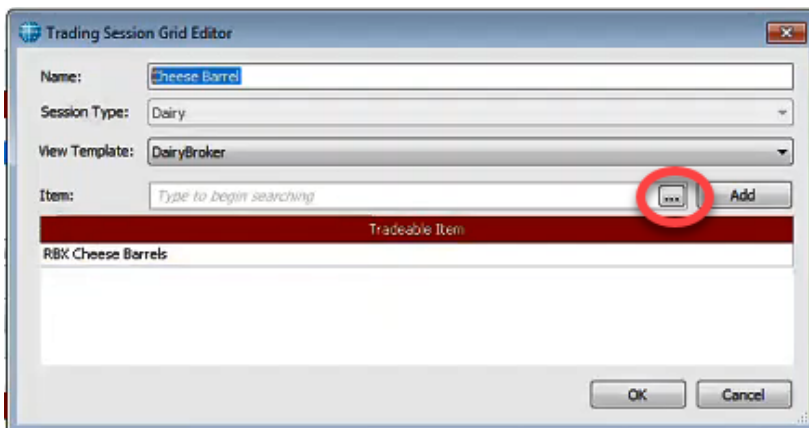 Trading Session Grid Editor
Name: Cheese Barrel
Session Type: Dairy
View Template: DairyBroker
Item: Type to begin searching ... Add
Tradeable Item
RBX Cheese Barrels
OK Cancel